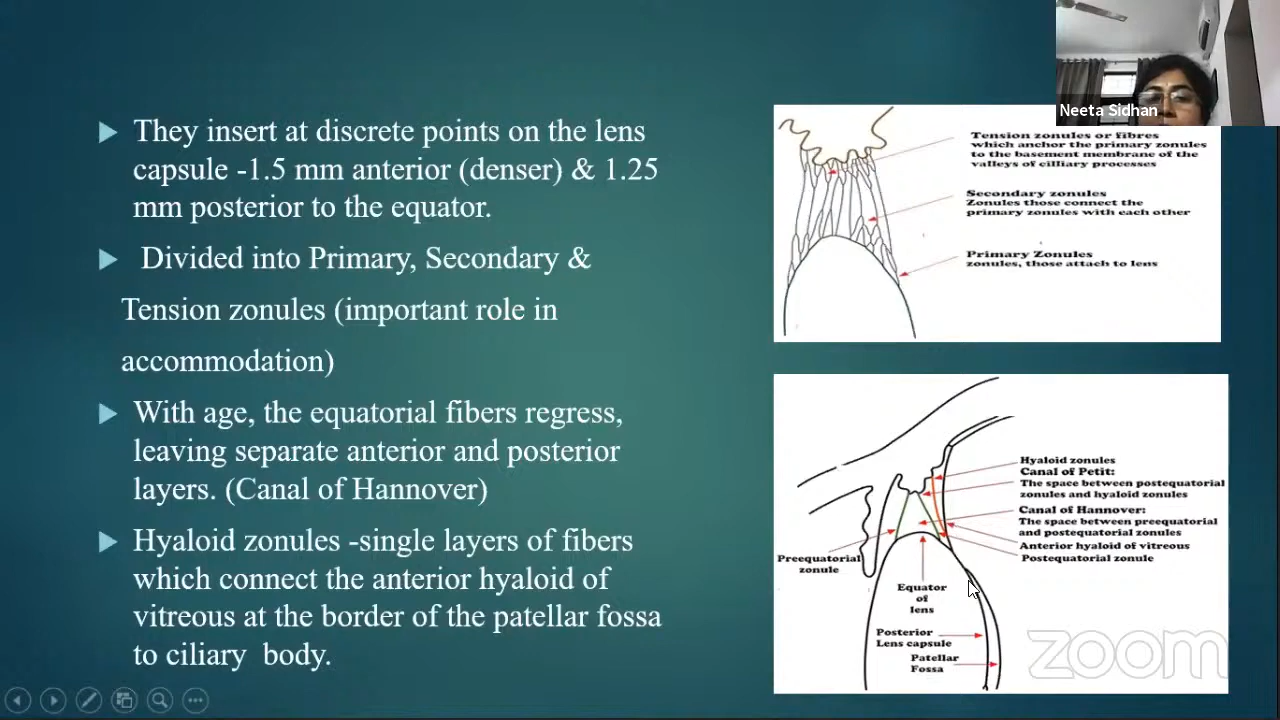 They insert at discrete points on the lens
capsule -1.5 mm anterior (denser) & 1.25
mm posterior to the equator.
Divided into Primary, Secondary &
Tension zonules (important role in
accommodation)
With age, the equatorial fibers regress,
leaving separate anterior and posterior
layers. (Canal of Hannover)
Hyaloid zonules -single layers of fibers
which connect the anterior hyaloid of
vitreous at the border of the patellar fossa
to ciliary body.
Neeta Sidhan
Tension zonules or fibres
which anchor the primary zonules
to the basement membrane of the
valleys of cilliary processes
Secondary zonules
Zonules those connect the
primary zonules with each other
Primary Zonules
zonules, those attach to lens
Hyaloid zonules
Canal of Petit:
The space between postequatorial
zonules and hyaloid zonules
Canal of Hannover:
The space between preequatorial
and postequatorial zonules
Anterior hyaloid of vitreous
Postequatorial zonule
Preequatorial
zonule
Equator
of
lens
Posterior
Lens capsule
Patellar
Fossa
zoom